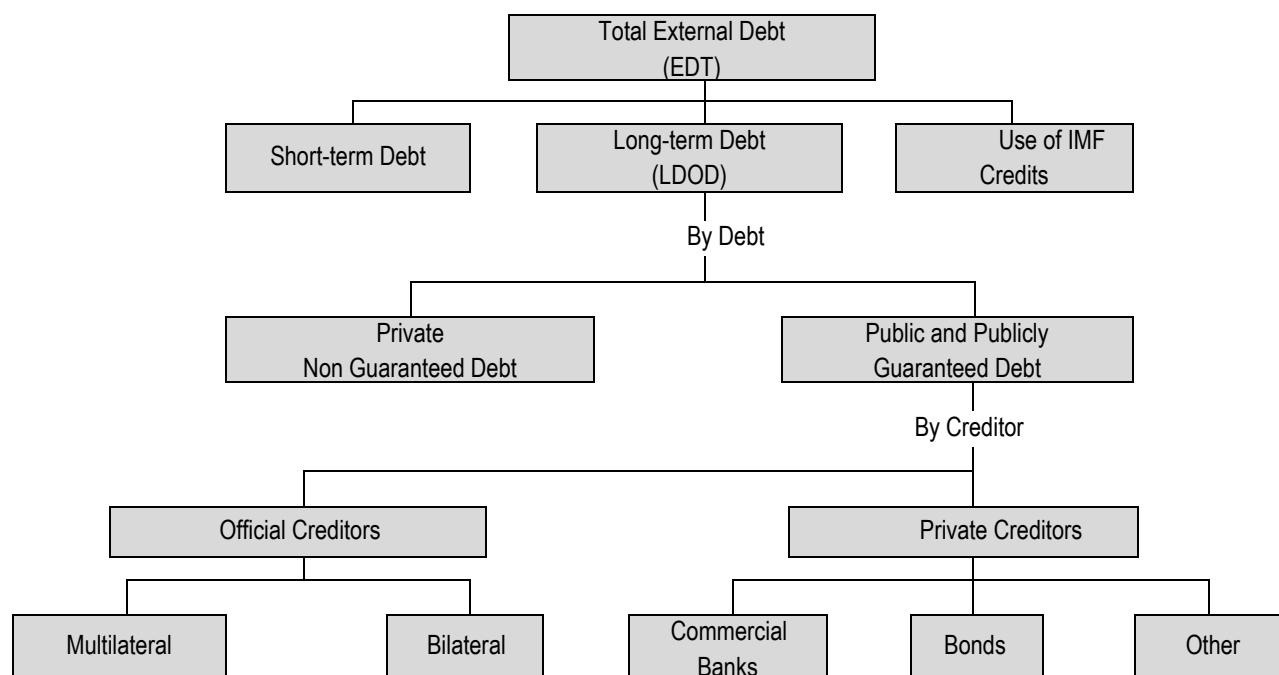 Total External Debt
(EDT)
Short-term Debt
Long-term Debt
(LDOD)
Use of IMF
Credits
By Debt
Private
Non Guaranteed Debt
Public and Publicly
Guaranteed Debt
By Creditor
Official Creditors
Private Creditors
Multilateral
Bilateral
Commercial
Banks
Bonds
Other